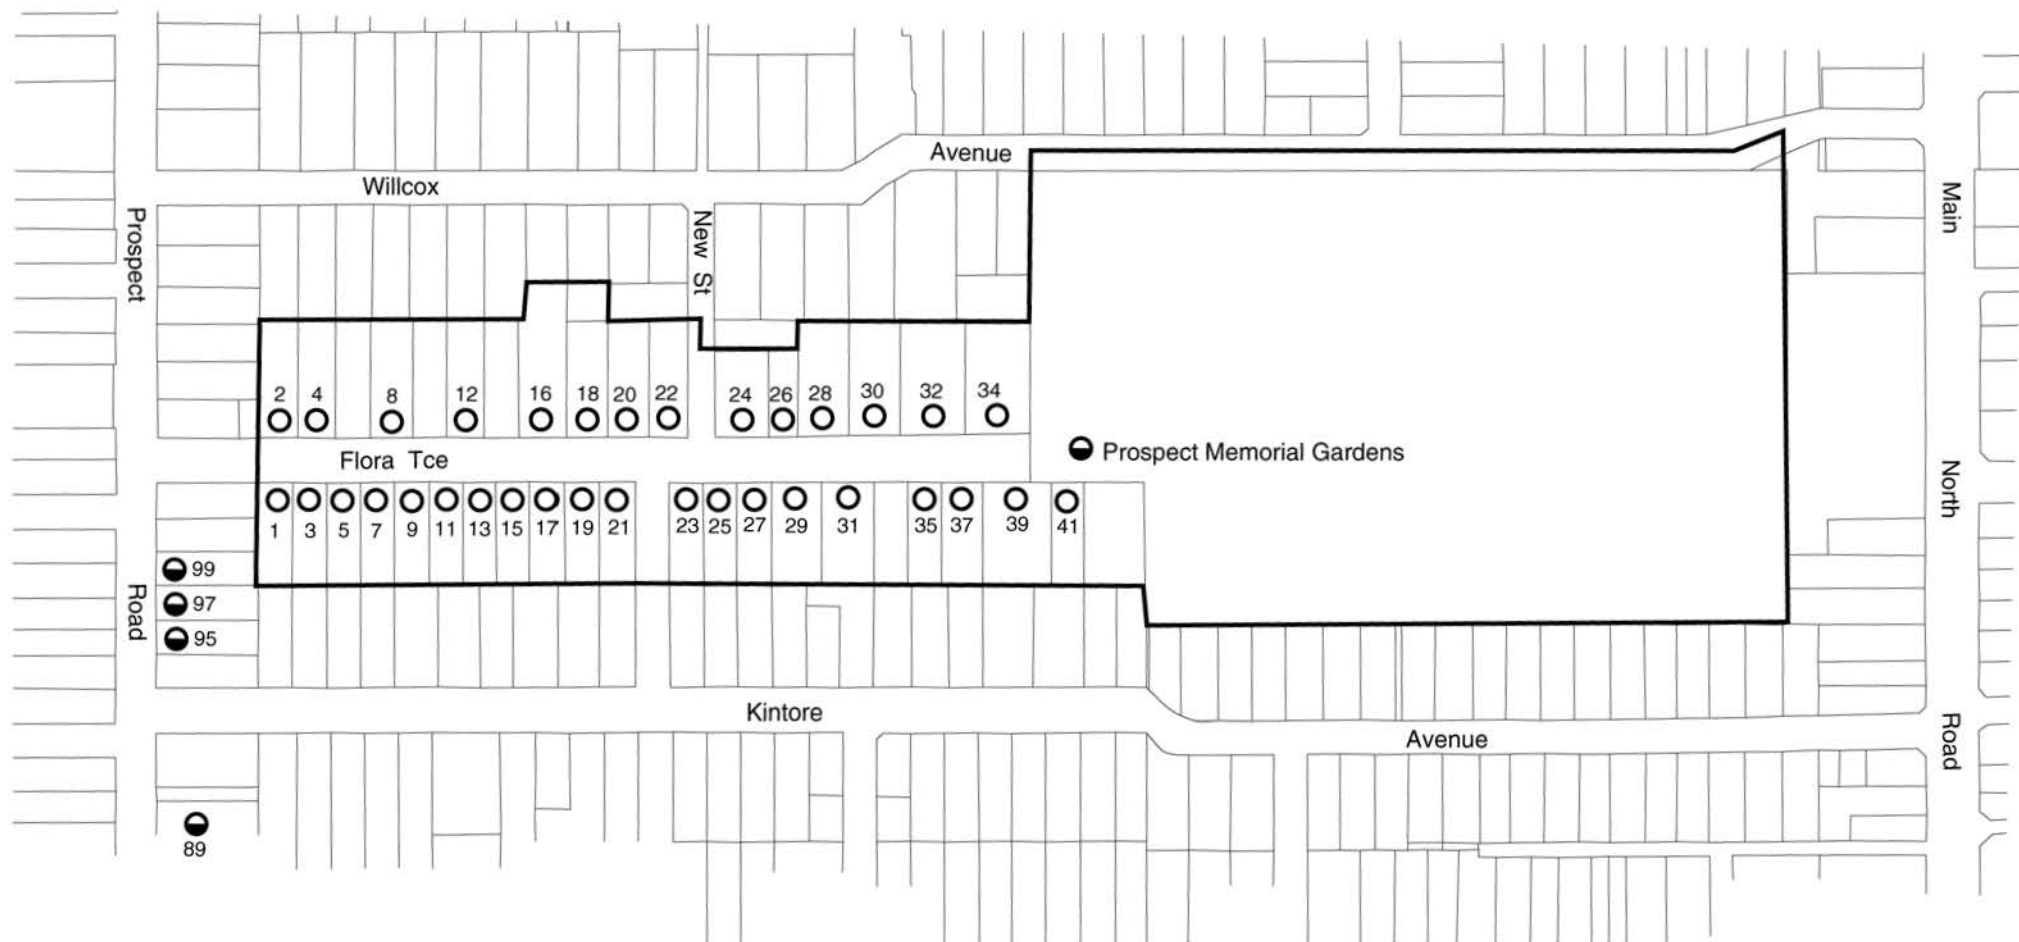 Avenue
Willcox
Prospect
New St
Main
2 4 8 12 16 18 20 22 24 26 28 30 32 34
Prospect Memorial Gardens
Flora Tce
North
1 3 5 7 9 11 13 15 17 19 21 23 25 27 29 31 35 37 39 41
99
97
95
Road
Kintore
Avenue
Road
89